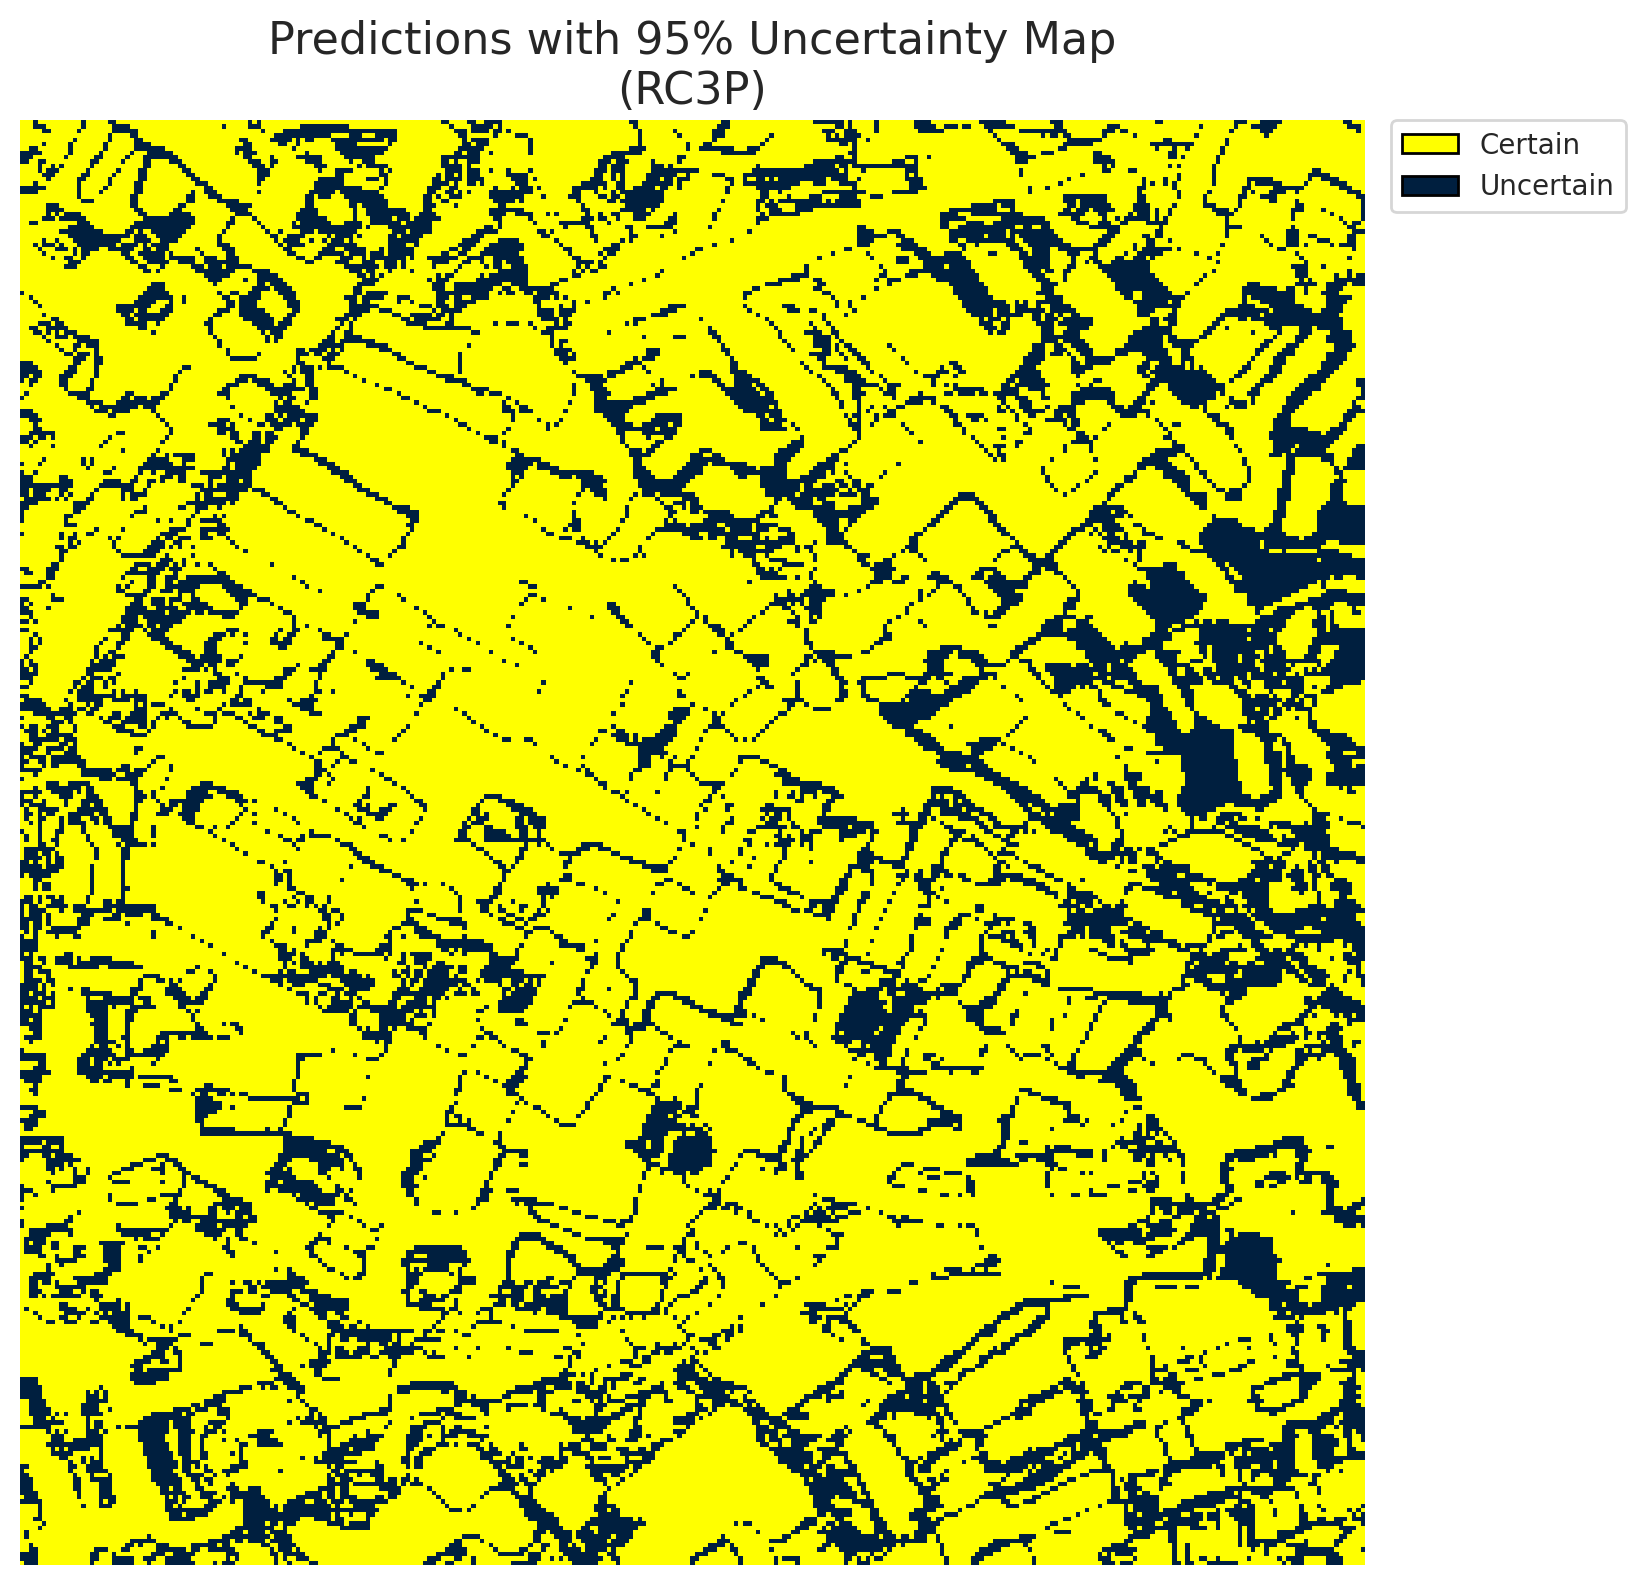 Predictions with 95% Uncertainty Map
(RC3P)
Certain
Uncertain